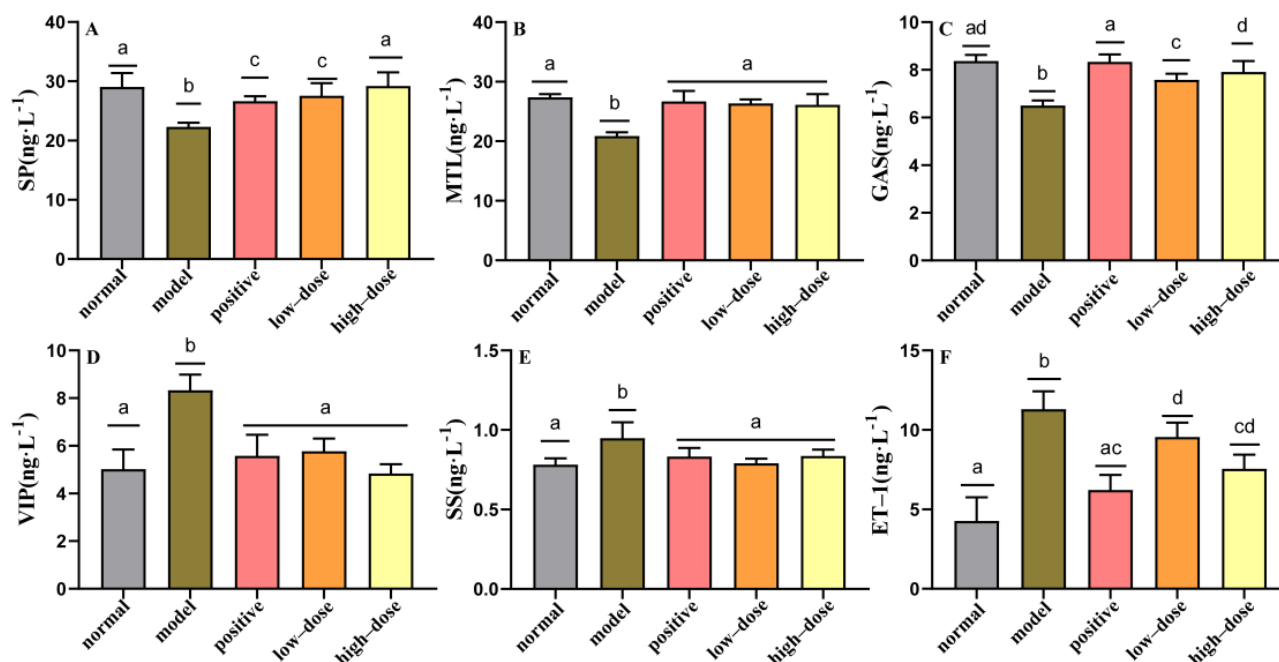 A
SP(ng·L⁻¹)
40
30
20
10
0
a
b
c
c
a
normal
model
positive
low–dose
high–dose
B
MTL(ng·L⁻¹)
40
30
20
10
0
a
b
a
normal
model
positive
low–dose
high–dose
C
GAS(ng·L⁻¹)
10
8
6
4
2
0
ad
b
a
c
d
normal
model
positive
low–dose
high–dose
D
VIP(ng·L⁻¹)
10
8
6
4
2
0
a
b
a
normal
model
positive
low–dose
high–dose
E
SS(ng·L⁻¹)
1.5
1.0
0.5
0.0
a
b
a
normal
model
positive
low–dose
high–dose
F
ET–1(ng·L⁻¹)
15
10
5
0
a
b
ac
d
cd
normal
model
positive
low–dose
high–dose